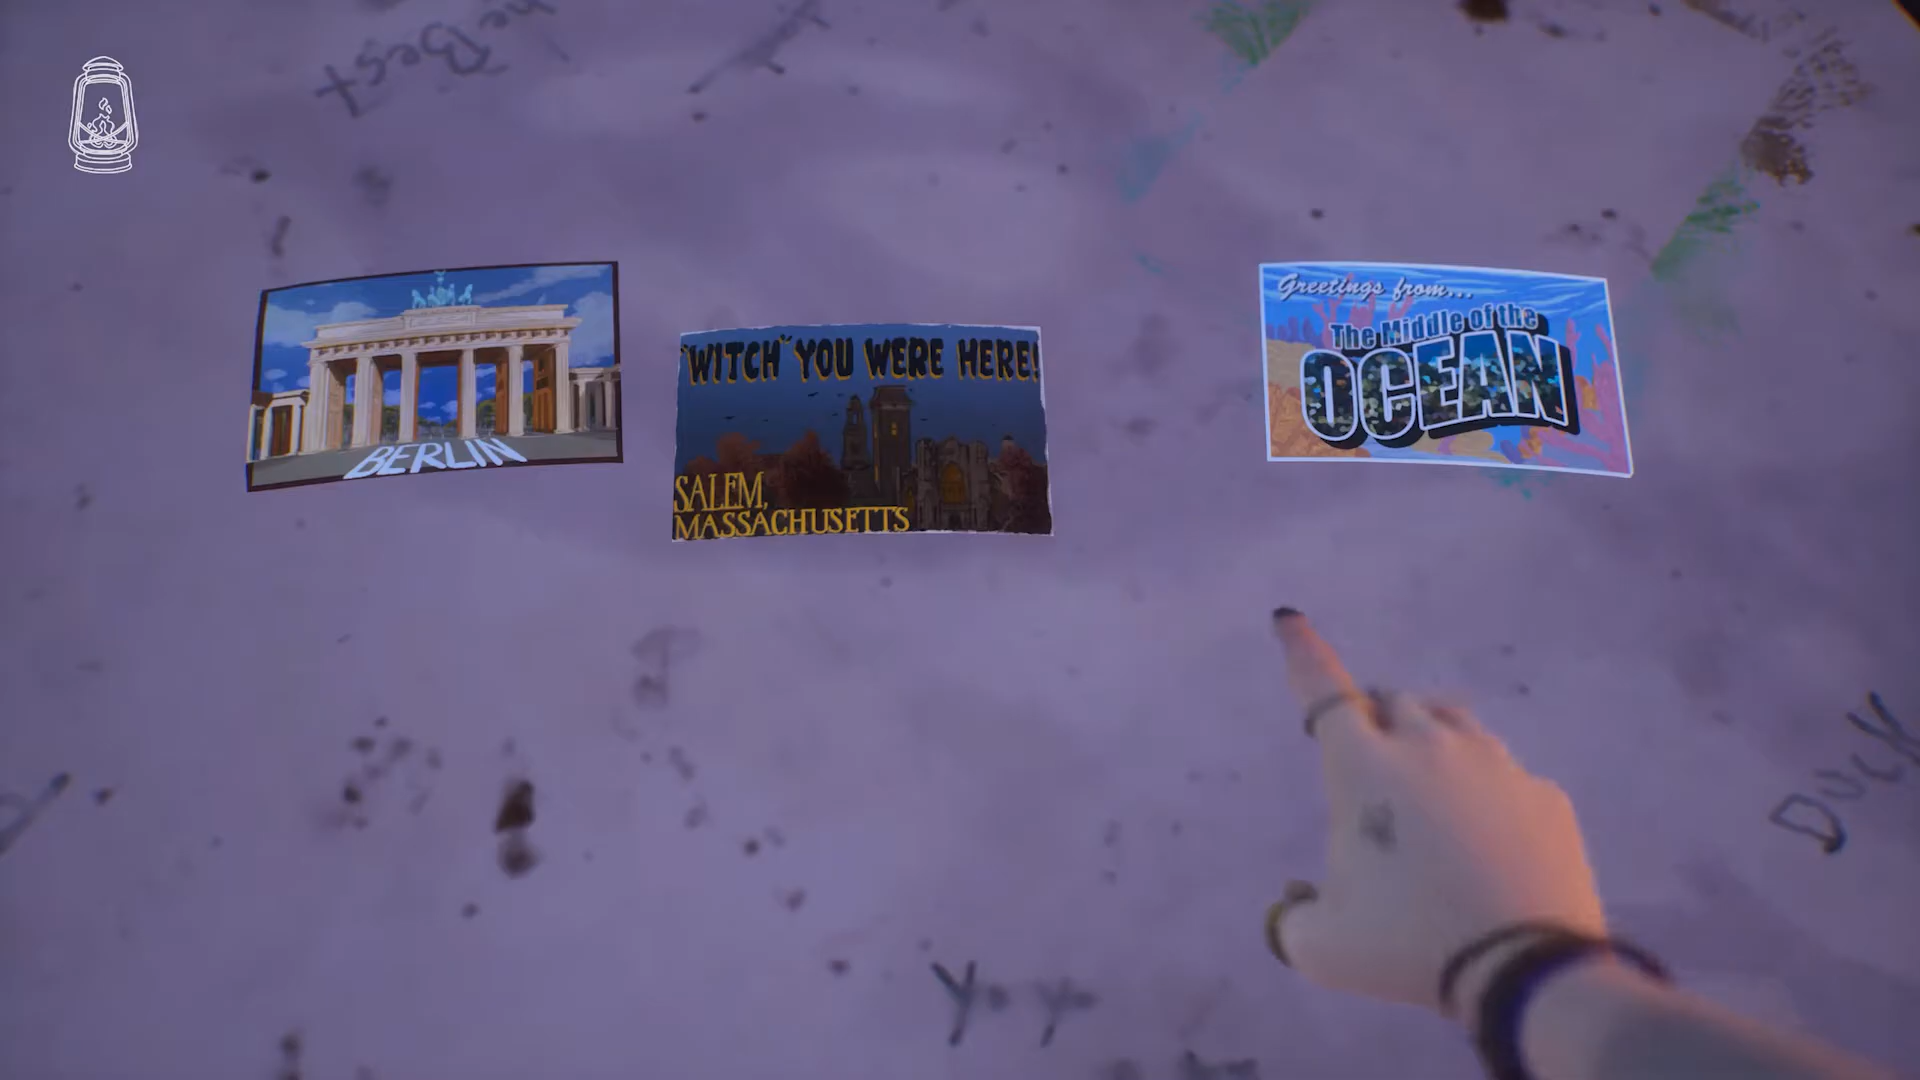 The Best
BERLIN
"WITCH" YOU WERE HERE!
SALEM,
MASSACHUSETTS
Greetings from...
The Middle of the
OCEAN
DUCK